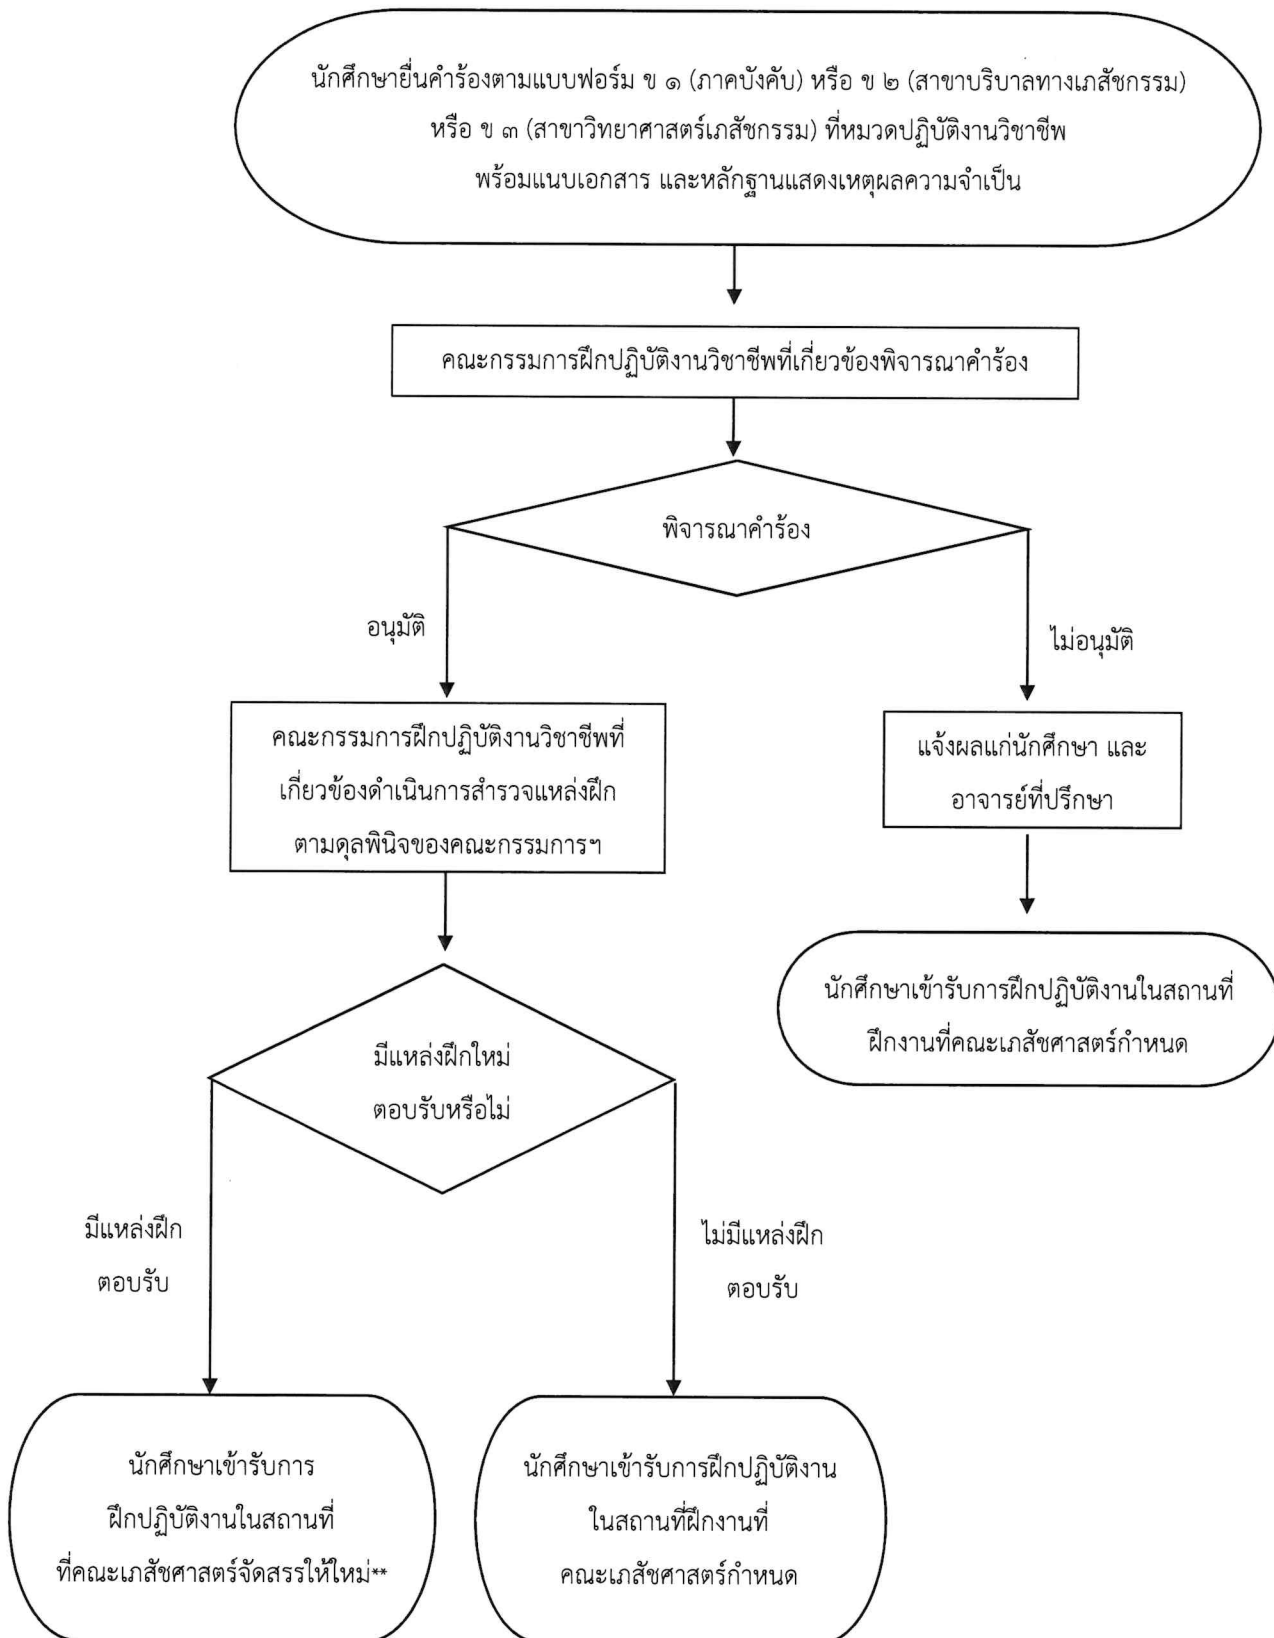 นักศึกษายื่นคำร้องตามแบบฟอร์ม ข ๑ (ภาคบังคับ) หรือ ข ๒ (สาขาบริบาลทางเภสัชกรรม)
หรือ ข ๓ (สาขาวิทยาศาสตร์เภสัชกรรม) ที่หมวดปฏิบัติงานวิชาชีพ
พร้อมแนบเอกสาร และหลักฐานแสดงเหตุผลความจำเป็น
คณะกรรมการฝึกปฏิบัติงานวิชาชีพที่เกี่ยวข้องพิจารณาคำร้อง
พิจารณาคำร้อง
อนุมัติ
ไม่อนุมัติ
คณะกรรมการฝึกปฏิบัติงานวิชาชีพที่
เกี่ยวข้องดำเนินการสำรวจแหล่งฝึก
ตามดุลพินิจของคณะกรรมการฯ
แจ้งผลแก่นักศึกษา และ
อาจารย์ที่ปรึกษา
นักศึกษาเข้ารับการฝึกปฏิบัติงานในสถานที่
ฝึกงานที่คณะเภสัชศาสตร์กำหนด
มีแหล่งฝึกใหม่
ตอบรับหรือไม่
มีแหล่งฝึก
ตอบรับ
ไม่มีแหล่งฝึก
ตอบรับ
นักศึกษาเข้ารับการ
ฝึกปฏิบัติงานในสถานที่
ที่คณะเภสัชศาสตร์จัดสรรให้ใหม่**
นักศึกษาเข้ารับการฝึกปฏิบัติงาน
ในสถานที่ฝึกงานที่
คณะเภสัชศาสตร์กำหนด